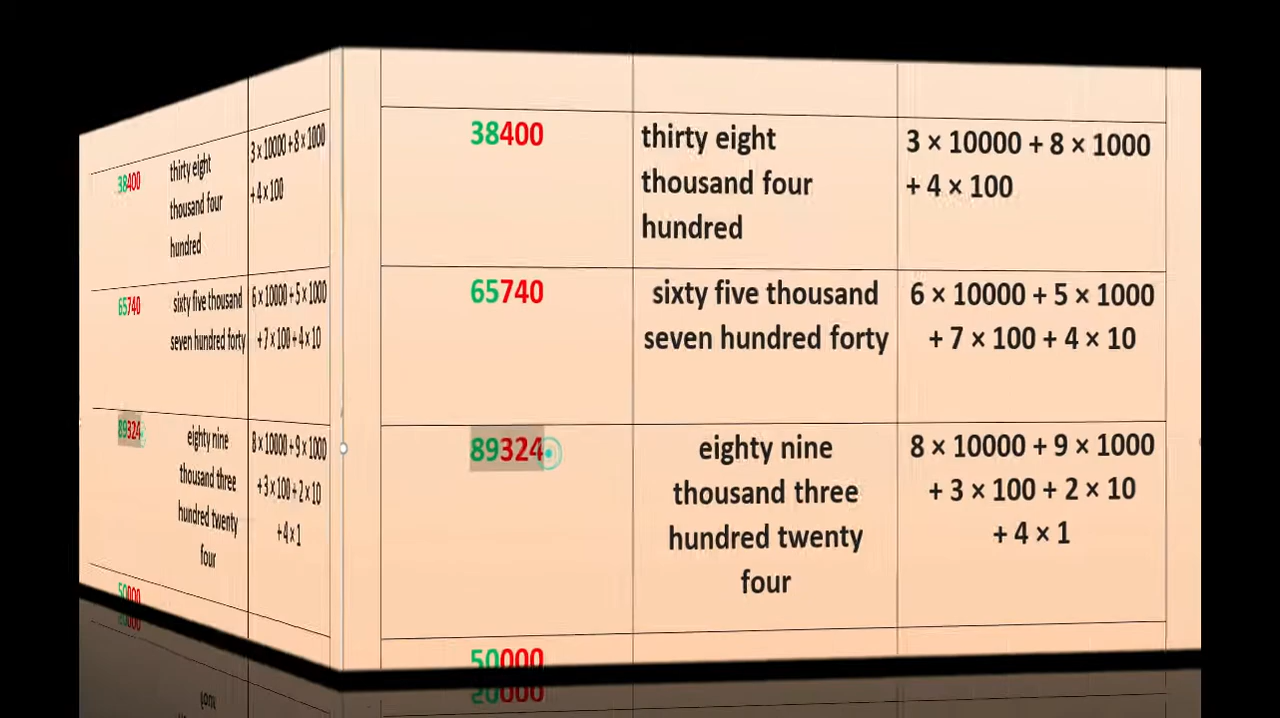 38400
thirty eight
thousand four
hundred
3 × 10000 + 8 × 1000
+ 4 × 100
65740
sixty five thousand
seven hundred forty
6 × 10000 + 5 × 1000
+ 7 × 100 + 4 × 10
89324
eighty nine
thousand three
hundred twenty
four
8 × 10000 + 9 × 1000
+ 3 × 100 + 2 × 10
+ 4 × 1
50000
38400
thirty eight
thousand four
hundred
3 × 10000 + 8 × 1000
+ 4 × 100
65740
sixty five thousand
seven hundred forty
6 × 10000 + 5 × 1000
+ 7 × 100 + 4 × 10
89324
eighty nine
thousand three
hundred twenty
four
8 × 10000 + 9 × 1000
+ 3 × 100 + 2 × 10
+ 4 × 1
50000